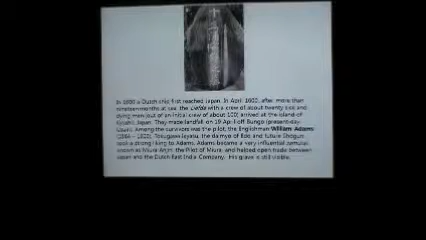 In 1600 a Dutch ship first reached Japan. In April 1600, after more than
nineteen months at sea, the Liefde with a crew of about twenty sick and
dying men (out of an initial crew of about 100) arrived at the island of
Kyushu, Japan. They made landfall on 19 April off Bungo (present-day
Usuki). Among the survivors was the pilot, the Englishman William Adams
(1564 – 1620). Tokugawa Ieyasu, the daimyo of Edo and future Shogun,
took a strong liking to Adams. Adams became a very influential samurai,
known as Miura Anjin, the Pilot of Miura, and helped open trade between
Japan and the Dutch East India Company. His grave is still visible.